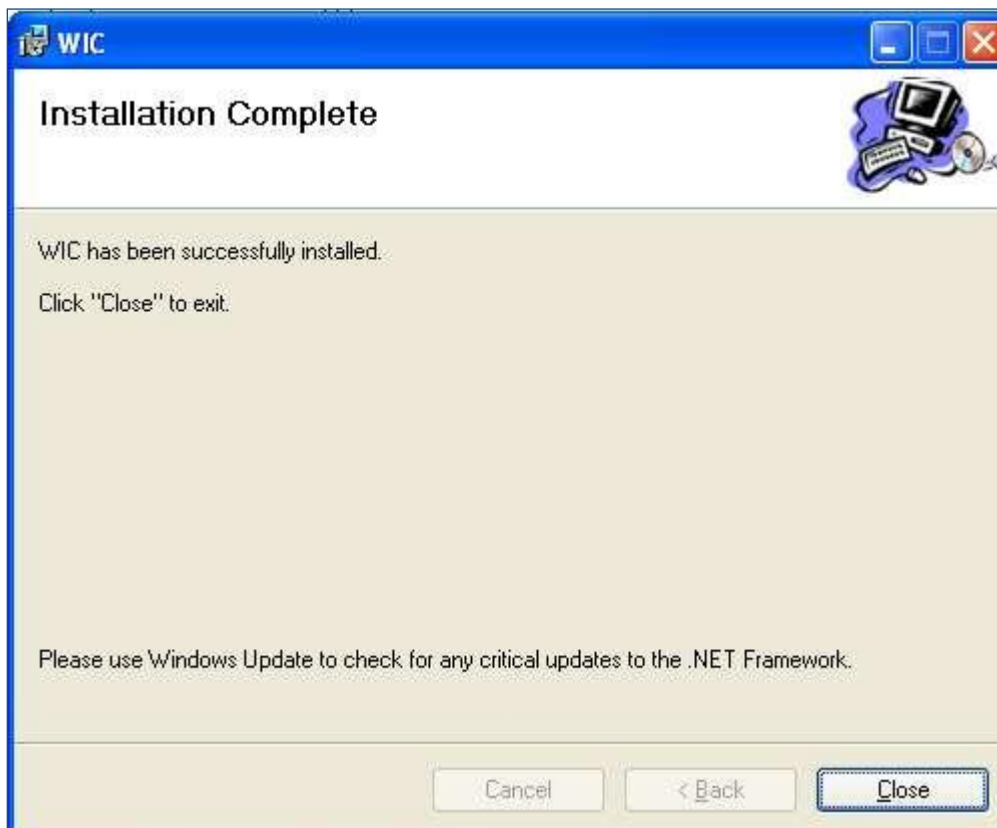 WIC
Installation Complete
WIC has been successfully installed.
Click "Close" to exit.
Please use Windows Update to check for any critical updates to the .NET Framework.
Cancel
< Back
Close